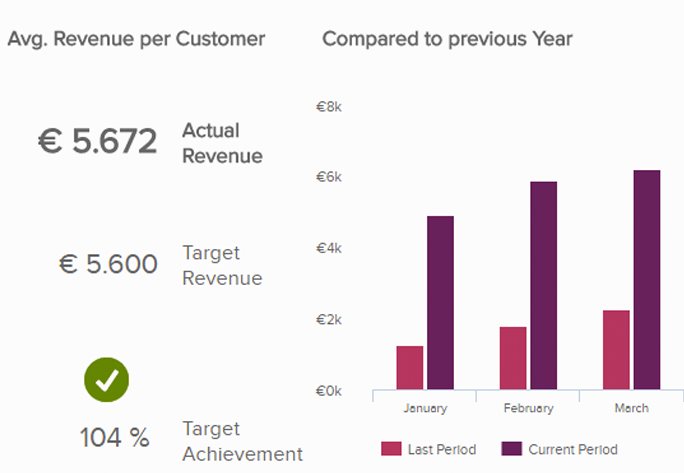 Avg. Revenue per Customer
€ 5.672
Actual
Revenue
€ 5.600
Target
Revenue
104 %
Target
Achievement
Compared to previous Year
€8k
€6k
€4k
€2k
€0k
January
February
March
Last Period
Current Period